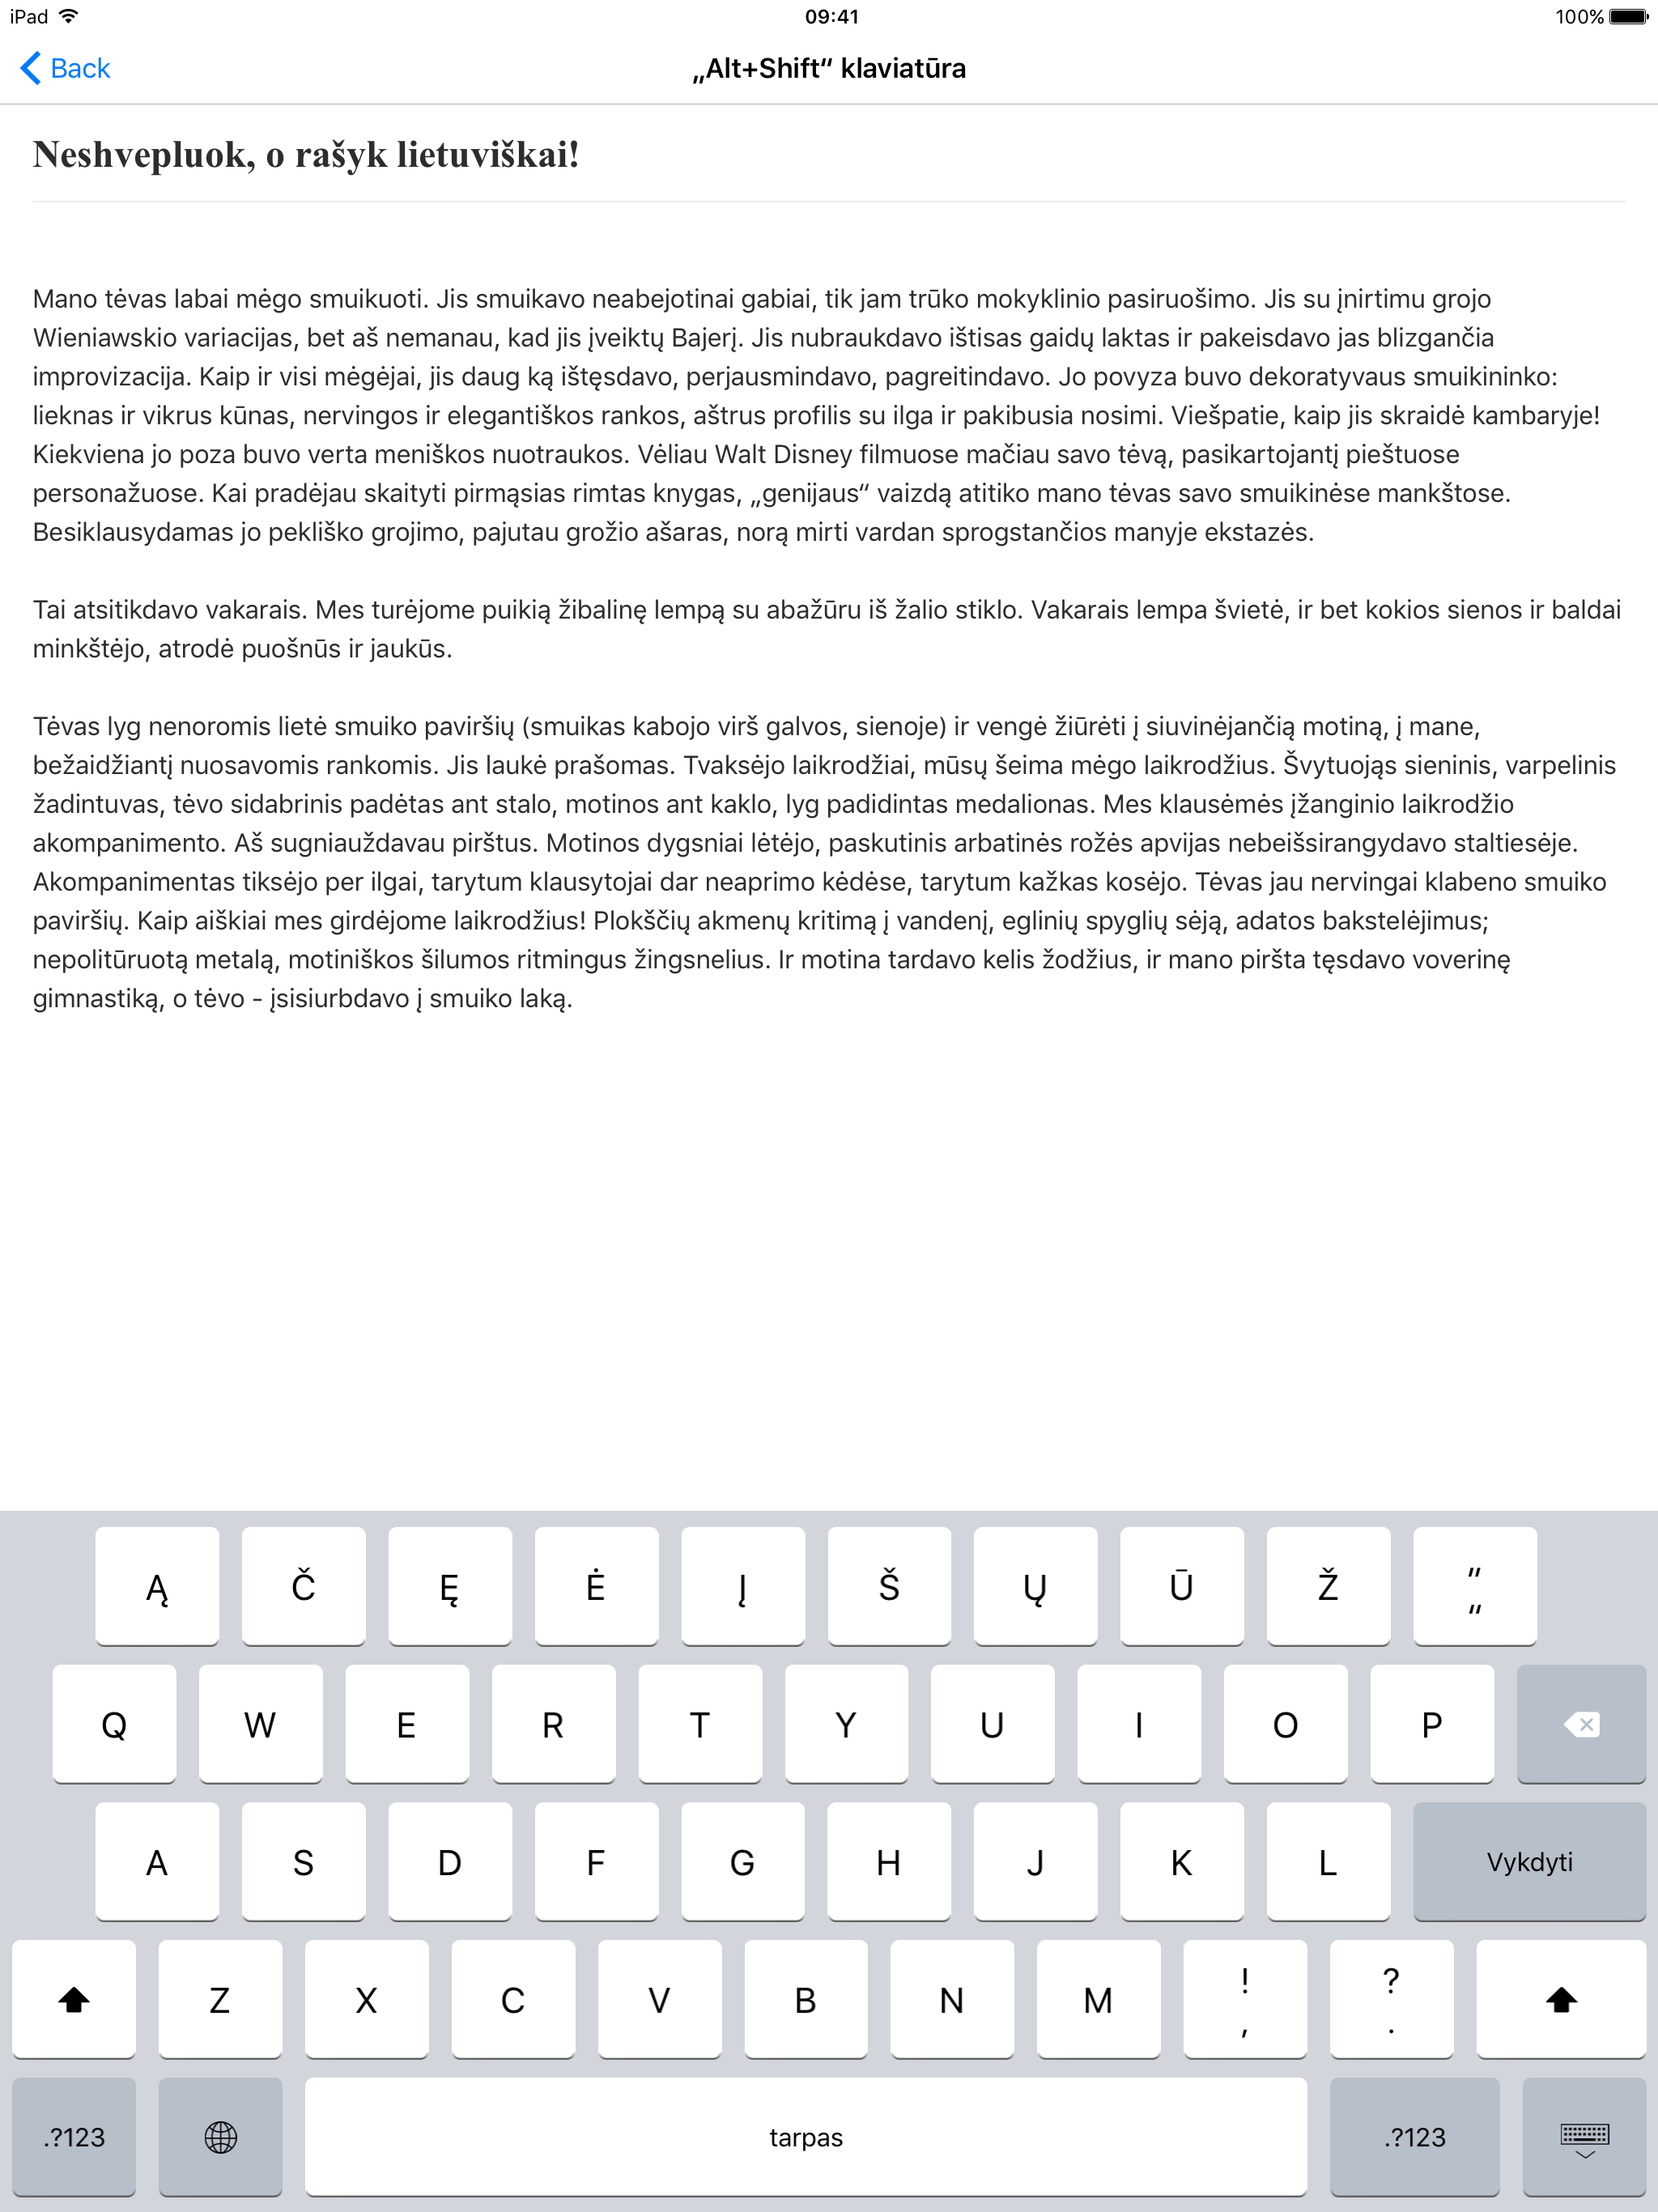 iPad 09:41 100%
Back „Alt+Shift“ klaviatūra
Neshvepluok, o rašyk lietuviškai!
Mano tėvas labai mėgo smuikuoti. Jis smuikavo neabejotinai gabiai, tik jam trūko mokyklinio pasiruošimo. Jis su įnirtimu grojo
Wieniawskio variacijas, bet aš nemanau, kad jis įveiktų Bajerį. Jis nubraukdavo ištisas gaidų laktas ir pakeisdavo jas blizgančia
improvizacija. Kaip ir visi mėgėjai, jis daug ką ištęsdavo, perjausmindavo, pagreitindavo. Jo povyza buvo dekoratyvaus smuikininko:
lieknas ir vikrus kūnas, nervingos ir elegantiškos rankos, aštrus profilis su ilga ir pakibusia nosimi. Viešpatie, kaip jis skraidė kambaryje!
Kiekviena jo poza buvo verta meniškos nuotraukos. Vėliau Walt Disney filmuose mačiau savo tėvą, pasikartojantį pieštuose
personažuose. Kai pradėjau skaityti pirmąsias rimtas knygas, „genijaus“ vaizdą atitiko mano tėvas savo smuikinėse mankštose.
Besiklausydamas jo pekliško grojimo, pajutau grožio ašaras, norą mirti vardan sprogstančios manyje ekstazės.
Tai atsitikdavo vakarais. Mes turėjome puikią žibalinę lempą su abažūru iš žalio stiklo. Vakarais lempa švietė, ir bet kokios sienos ir baldai
minkštėjo, atrodė puošnūs ir jaukūs.
Tėvas lyg nenoromis lietė smuiko paviršių (smuikas kabojo virš galvos, sienoje) ir vengė žiūrėti į siuvinėjančią motiną, į mane,
bežaidžiantį nuosavomis rankomis. Jis laukė prašomas. Tvaksėjo laikrodžiai, mūsų šeima mėgo laikrodžius. Švytuojąs sieninis, varpelinis
žadintuvas, tėvo sidabrinis padėtas ant stalo, motinos ant kaklo, lyg padidintas medalionas. Mes klausėmės įžanginio laikrodžio
akompanimento. Aš sugniauždavau pirštus. Motinos dygsniai lėtėjo, paskutinis arbatinės rožės apvijas nebeišsirangydavo staltiesėje.
Akompanimentas tiksėjo per ilgai, tarytum klausytojai dar neaprimo kėdėse, tarytum kažkas kosėjo. Tėvas jau nervingai klabeno smuiko
paviršių. Kaip aiškiai mes girdėjome laikrodžius! Plokščių akmenų kritimą į vandenį, eglinių spyglių sėją, adatos bakstelėjimus;
nepolitūruotą metalą, motiniškos šilumos ritmingus žingsnelius. Ir motina tardavo kelis žodžius, ir mano piršta tęsdavo voverinę
gimnastiką, o tėvo - įsisiurbdavo į smuiko laką.
Ą Č Ę Ė Į Š Ų Ū Ž “ “
Q W E R T Y U I O P
A S D F G H J K L Vykdyti
Z X C V B N M ! , ? .
.?123 tarpas .?123